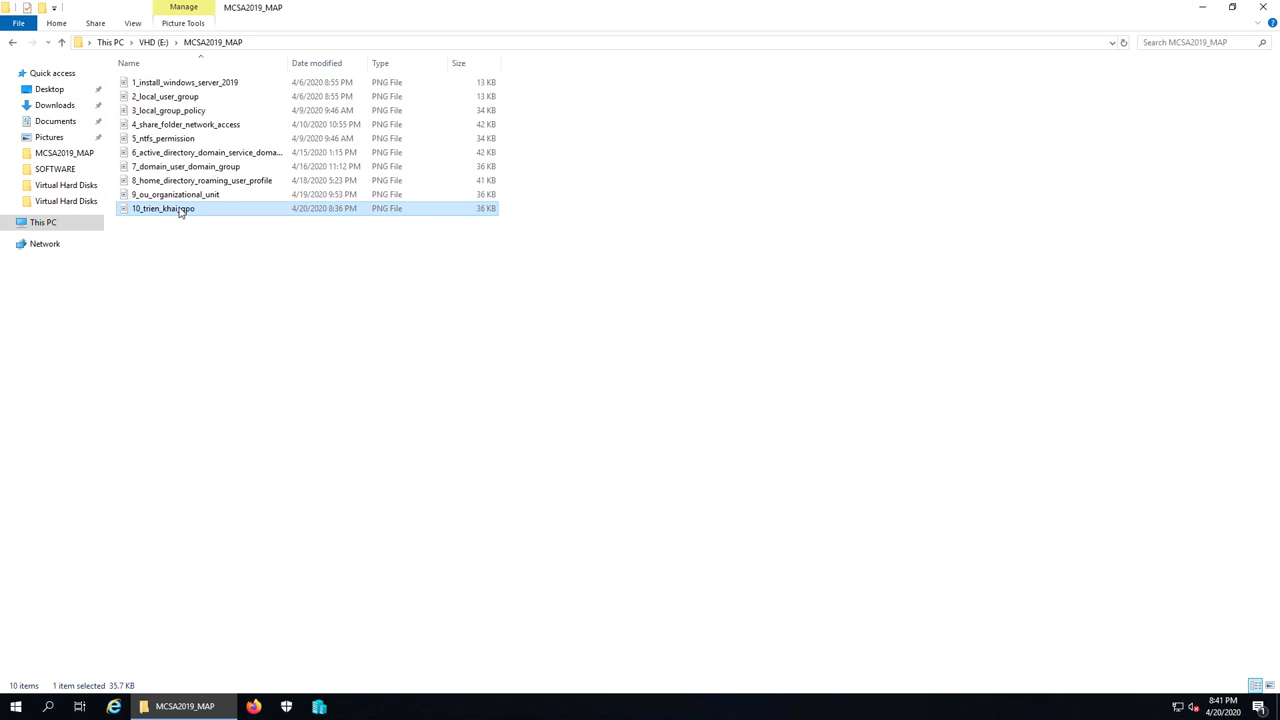 Manage
MCSA2019_MAP
File
Home
Share
View
Picture Tools
This PC
VHD (E:)
MCSA2019_MAP
Search MCSA2019_MAP
Name
Date modified
Type
Size
Quick access
Desktop
Downloads
Documents
Pictures
MCSA2019_MAP
SOFTWARE
Virtual Hard Disks
Virtual Hard Disks
This PC
Network
1_install_windows_server_2019 4/6/2020 8:55 PM PNG File 13 KB
2_local_user_group 4/6/2020 8:55 PM PNG File 13 KB
3_local_group_policy 4/9/2020 9:46 AM PNG File 34 KB
4_share_folder_network_access 4/10/2020 10:55 PM PNG File 42 KB
5_ntfs_permission 4/9/2020 9:46 AM PNG File 34 KB
6_active_directory_domain_service_doma... 4/15/2020 1:15 PM PNG File 42 KB
7_domain_user_domain_group 4/16/2020 11:12 PM PNG File 36 KB
8_home_directory_roaming_user_profile 4/18/2020 5:23 PM PNG File 41 KB
9_ou_organizational_unit 4/19/2020 9:53 PM PNG File 36 KB
10_trien_khai_gpo 4/20/2020 8:36 PM PNG File 36 KB
10 items 1 item selected 35.7 KB
MCSA2019_MAP
8:41 PM
4/20/2020
1